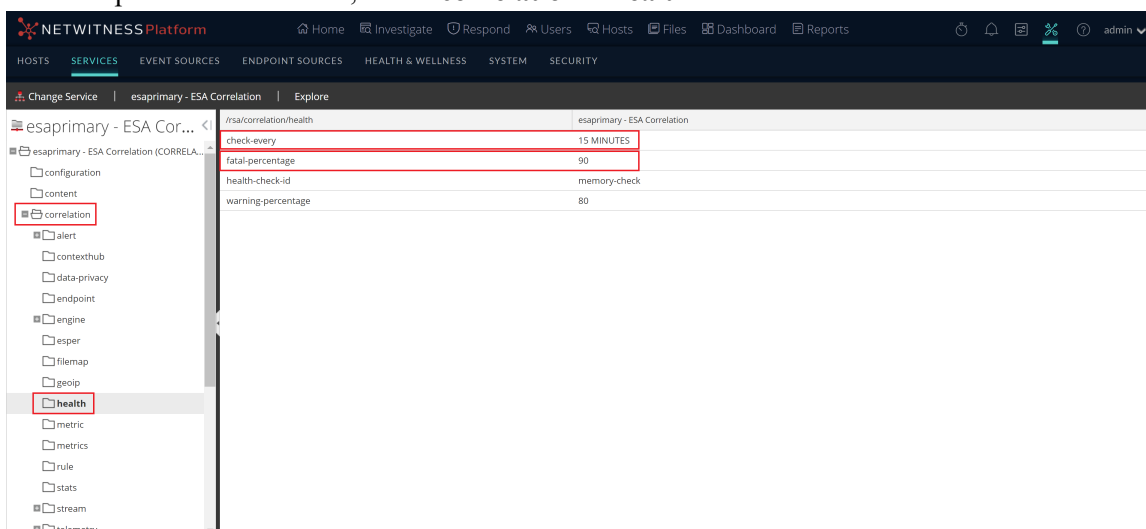 NETWITNESS Platform Home Investigate Respond Users Hosts Files Dashboard Reports admin
HOSTS SERVICES EVENT SOURCES ENDPOINT SOURCES HEALTH & WELLNESS SYSTEM SECURITY
Change Service | esaprimary - ESA Correlation | Explore
esaprimary - ESA Cor...
esaprimary - ESA Correlation (CORRELA...
configuration
content
correlation
alert
contexthub
data-privacy
endpoint
engine
esper
filemap
geoip
health
metric
metrics
rule
stats
stream
telemetry
/rsa/correlation/health esaprimary - ESA Correlation
check-every 15 MINUTES
fatal-percentage 90
health-check-id memory-check
warning-percentage 80